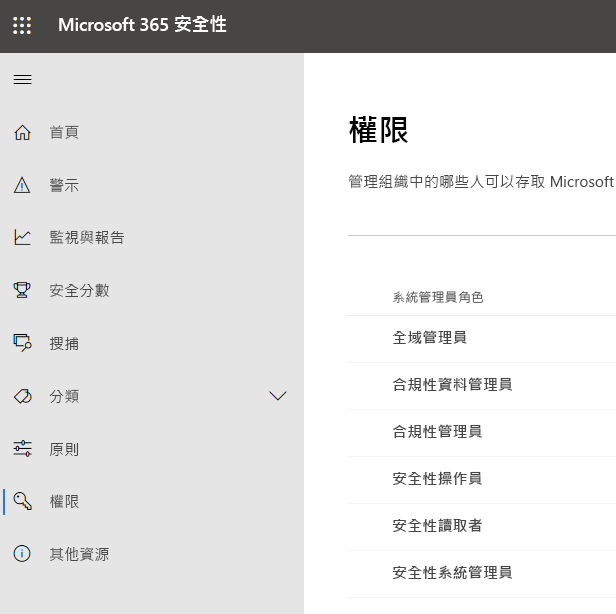 Microsoft 365 安全性
首頁
警示
監視與報告
安全分數
搜捕
分類
原則
權限
其他資源
權限
管理組織中的哪些人可以存取 Microsoft
系統管理員角色
全域管理員
合規性資料管理員
合規性管理員
安全性操作員
安全性讀取者
安全性系統管理員